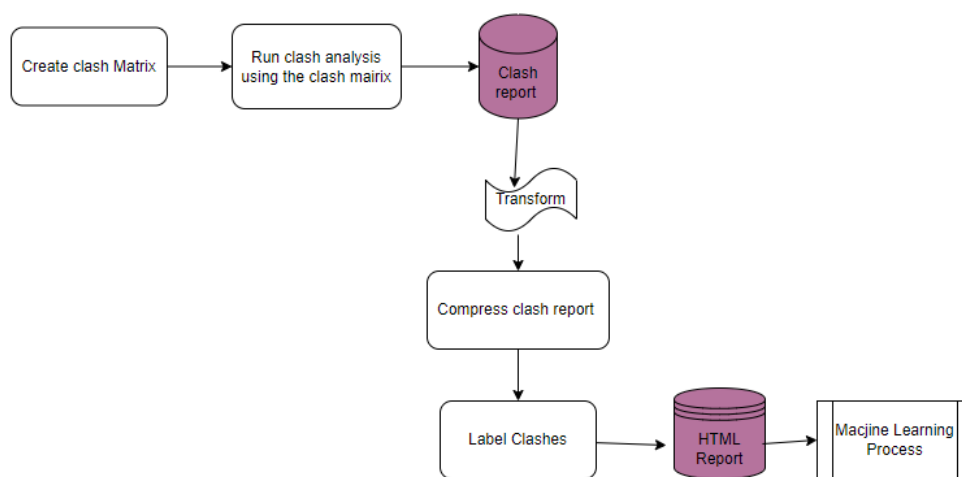 Create clash Matrix
Run clash analysis
using the clash mairix
Clash
report
Transform
Compress clash report
Label Clashes
HTML
Report
Macjine Learning
Process